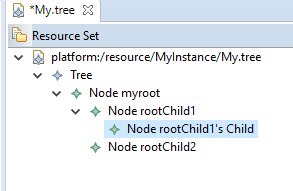 *My.tree
Resource Set
platform:/resource/MyInstance/My.tree
Tree
Node myroot
Node rootChild1
Node rootChild1's Child
Node rootChild2